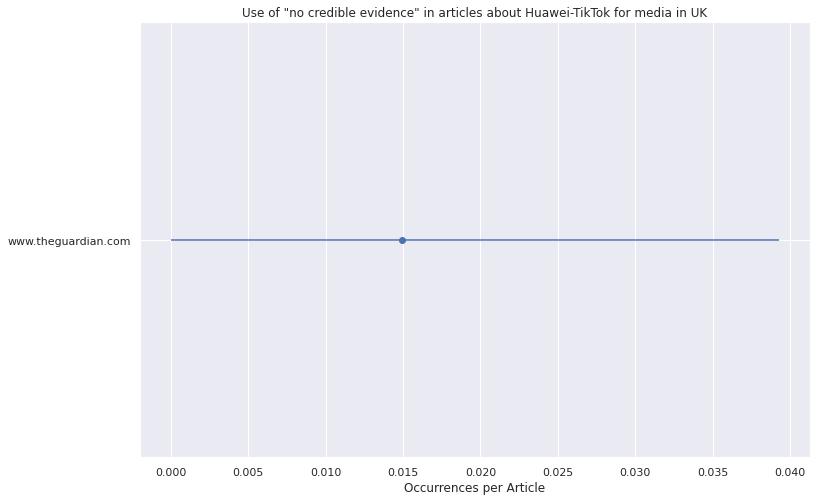 Use of "no credible evidence" in articles about Huawei-TikTok for media in UK
www.theguardian.com
0.000 0.005 0.010 0.015 0.020 0.025 0.030 0.035 0.040
Occurrences per Article